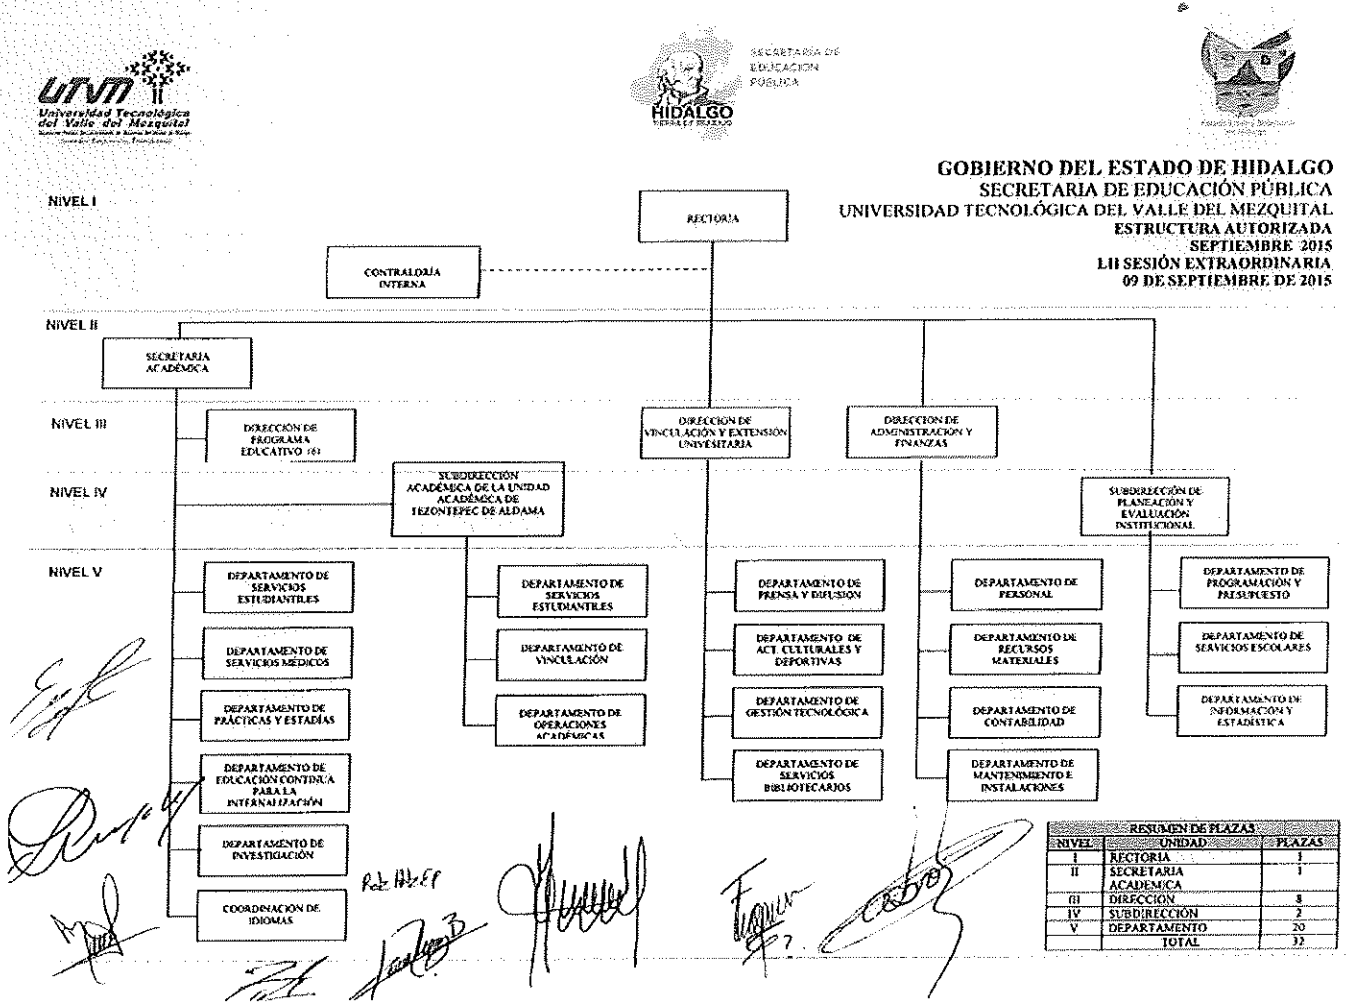 UTVM
Universidad Tecnológica
del Valle del Mezquital
HIDALGO
SECRETARÍA DE
EDUCACIÓN
PÚBLICA
GOBIERNO DEL ESTADO DE HIDALGO
SECRETARIA DE EDUCACIÓN PÚBLICA
UNIVERSIDAD TECNOLÓGICA DEL VALLE DEL MEZQUITAL
ESTRUCTURA AUTORIZADA
SEPTIEMBRE 2015
LII SESIÓN EXTRAORDINARIA
09 DE SEPTIEMBRE DE 2015
NIVEL I
RECTORIA
CONTRALORÍA
INTERNA
NIVEL II
SECRETARIA
ACADÉMICA
NIVEL III
DIRECCIÓN DE
PROGRAMA
EDUCATIVO (6)
DIRECCIÓN DE
VINCULACIÓN Y EXTENSIÓN
UNIVESITARIA
DIRECCIÓN DE
ADMINISTRACION Y
FINANZAS
NIVEL IV
SUBDIRECCIÓN
ACADÉMICA DE LA UNIDAD
ACADÉMICA DE
TEZONTEPEC DE ALDAMA
SUBDIRECCIÓN DE
PLANEACIÓN Y
EVALUACIÓN
INSTITUCIONAL
NIVEL V
DEPARTAMENTO DE
SERVICIOS
ESTUDIANTILES
DEPARTAMENTO DE
SERVICIOS MÉDICOS
DEPARTAMENTO DE
PRÁCTICAS Y ESTADÍAS
DEPARTAMENTO DE
EDUCACIÓN CONTINUA
PARA LA
INTERNALIZACIÓN
DEPARTAMENTO DE
INVESTIGACIÓN
COORDINACIÓN DE
IDIOMAS
DEPARTAMENTO DE
SERVICIOS
ESTUDIANTILES
DEPARTAMENTO DE
VINCULACIÓN
DEPARTAMENTO DE
OPERACIONES
ACADÉMICAS
DEPARTAMENTO DE
PRENSA Y DIFUSIÓN
DEPARTAMENTO DE
ACT. CULTURALES Y
DEPORTIVAS
DEPARTAMENTO DE
GESTIÓN TECNOLÓGICA
DEPARTAMENTO DE
SERVICIOS
BIBLIOTECARIOS
DEPARTAMENTO DE
PERSONAL
DEPARTAMENTO DE
RECURSOS
MATERIALES
DEPARTAMENTO DE
CONTABILIDAD
DEPARTAMENTO DE
MANTENIMIENTO E
INSTALACIONES
DEPARTAMENTO DE
PROGRAMACIÓN Y
PRESUPUESTO
DEPARTAMENTO DE
SERVICIOS ESCOLARES
DEPARTAMENTO DE
INFORMACIÓN Y
ESTADÍSTICA
RESUMEN DE PLAZAS
NIVEL UNIDAD PLAZAS
I RECTORIA 1
II SECRETARIA 1
ACADEMICA
III DIRECCIÓN 8
IV SUBDIRECCIÓN 2
V DEPARTAMENTO 20
TOTAL 32